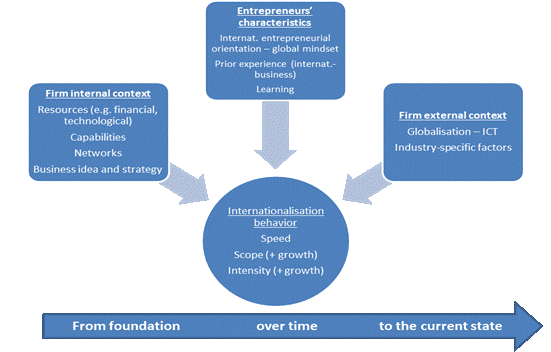 Entrepreneurs’
characteristics
Internat. entrepreneurial
orientation – global mindset
Prior experience (internat.-
business)
Learning
Firm internal context
Resources (e.g. financial,
technological)
Capabilities
Networks
Business idea and strategy
Firm external context
Globalisation – ICT
Industry-specific factors
Internationalisation
behavior
Speed
Scope (+ growth)
Intensity (+ growth)
From foundation over time to the current state